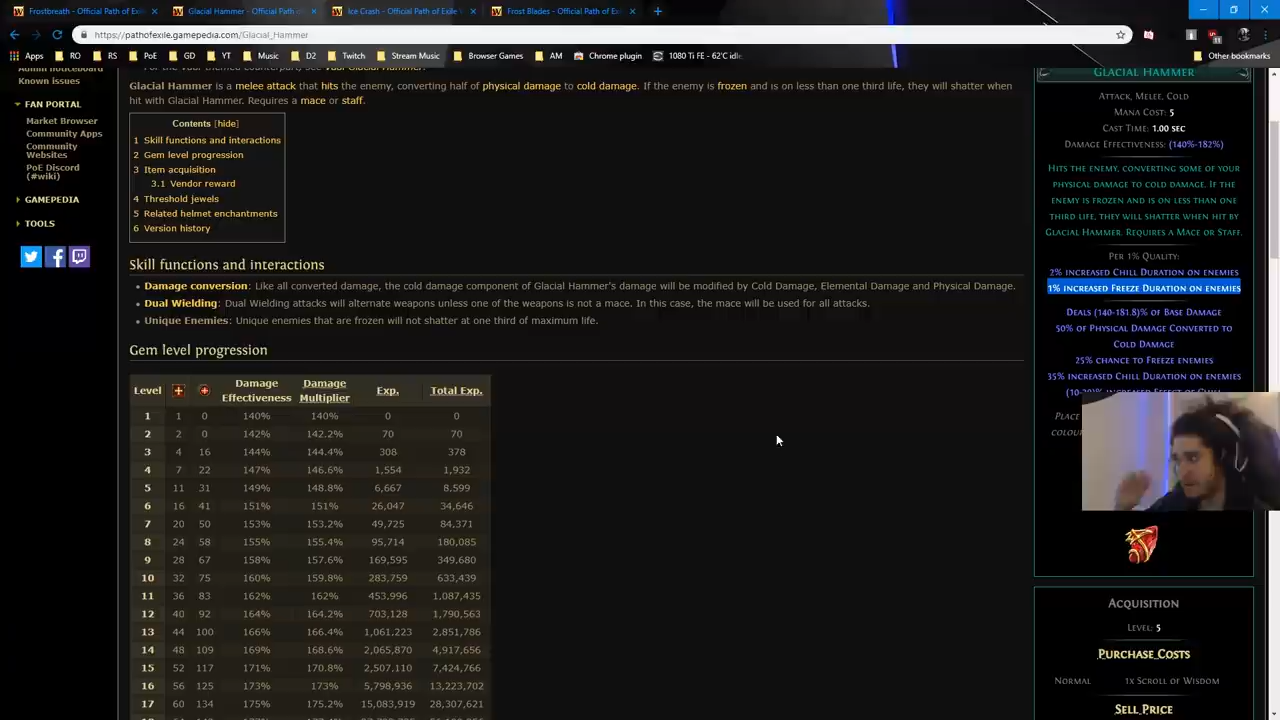 Frostbreath - Official Path of Exi
Glacial Hammer - Official Path of
Ice Crash - Official Path of Exile
Frost Blades - Official Path of Ex
https://pathofexile.gamepedia.com/Glacial_Hammer
Apps
RO
RS
PoE
GD
YT
Music
D2
Twitch
Stream Music
Browser Games
AM
Chrome plugin
1080 Ti FE - 62°C idle
Other bookmarks
Admin noticeboard
Known issues
FAN PORTAL
Market Browser
Community Apps
Community
Websites
PoE Discord
(#wiki)
GAMEPEDIA
TOOLS
For the vaal themed counterpart, see Vaal Glacial Hammer.
Glacial Hammer is a melee attack that hits the enemy, converting half of physical damage to cold damage. If the enemy is frozen and is on less than one third life, they will shatter when
hit with Glacial Hammer. Requires a mace or staff.
Contents [hide]
1 Skill functions and interactions
2 Gem level progression
3 Item acquisition
3.1 Vendor reward
4 Threshold jewels
5 Related helmet enchantments
6 Version history
Skill functions and interactions
Damage conversion: Like all converted damage, the cold damage component of Glacial Hammer's damage will be modified by Cold Damage, Elemental Damage and Physical Damage.
Dual Wielding: Dual Wielding attacks will alternate weapons unless one of the weapons is not a mace. In this case, the mace will be used for all attacks.
Unique Enemies: Unique enemies that are frozen will not shatter at one third of maximum life.
Gem level progression
Level Damage Effectiveness Damage Multiplier Exp. Total Exp.
1 1 0 140% 140% 0 0
2 2 0 142% 142.2% 70 70
3 4 16 144% 144.4% 308 378
4 7 22 147% 146.6% 1,554 1,932
5 11 31 149% 148.8% 6,667 8,599
6 16 41 151% 151% 26,047 34,646
7 20 50 153% 153.2% 49,725 84,371
8 24 58 155% 155.4% 95,714 180,085
9 28 67 158% 157.6% 169,595 349,680
10 32 75 160% 159.8% 283,759 633,439
11 36 83 162% 162% 453,996 1,087,435
12 40 92 164% 164.2% 703,128 1,790,563
13 44 100 166% 166.4% 1,061,223 2,851,786
14 48 109 169% 168.6% 2,065,870 4,917,656
15 52 117 171% 170.8% 2,507,110 7,424,766
16 56 125 173% 173% 5,798,936 13,223,702
17 60 134 175% 175.2% 15,083,919 28,307,621
GLACIAL HAMMER
ATTACK, MELEE, COLD
MANA COST: 5
CAST TIME: 1.00 SEC
DAMAGE EFFECTIVENESS: (140%-182%)
HITS THE ENEMY, CONVERTING SOME OF YOUR
PHYSICAL DAMAGE TO COLD DAMAGE. IF THE
ENEMY IS FROZEN AND IS ON LESS THAN ONE
THIRD LIFE, THEY WILL SHATTER WHEN HIT BY
GLACIAL HAMMER. REQUIRES A MACE OR STAFF.
PER 1% QUALITY:
2% INCREASED CHILL DURATION ON ENEMIES
1% INCREASED FREEZE DURATION ON ENEMIES
DEALS (140-181.8)% OF BASE DAMAGE
50% OF PHYSICAL DAMAGE CONVERTED TO
COLD DAMAGE
25% CHANCE TO FREEZE ENEMIES
35% INCREASED CHILL DURATION ON ENEMIES
INCREASED EFFECT OF CHILL
PLACE
COLOU
ACQUISITION
LEVEL: 5
PURCHASE COSTS
NORMAL 1X SCROLL OF WISDOM
SELL PRICE